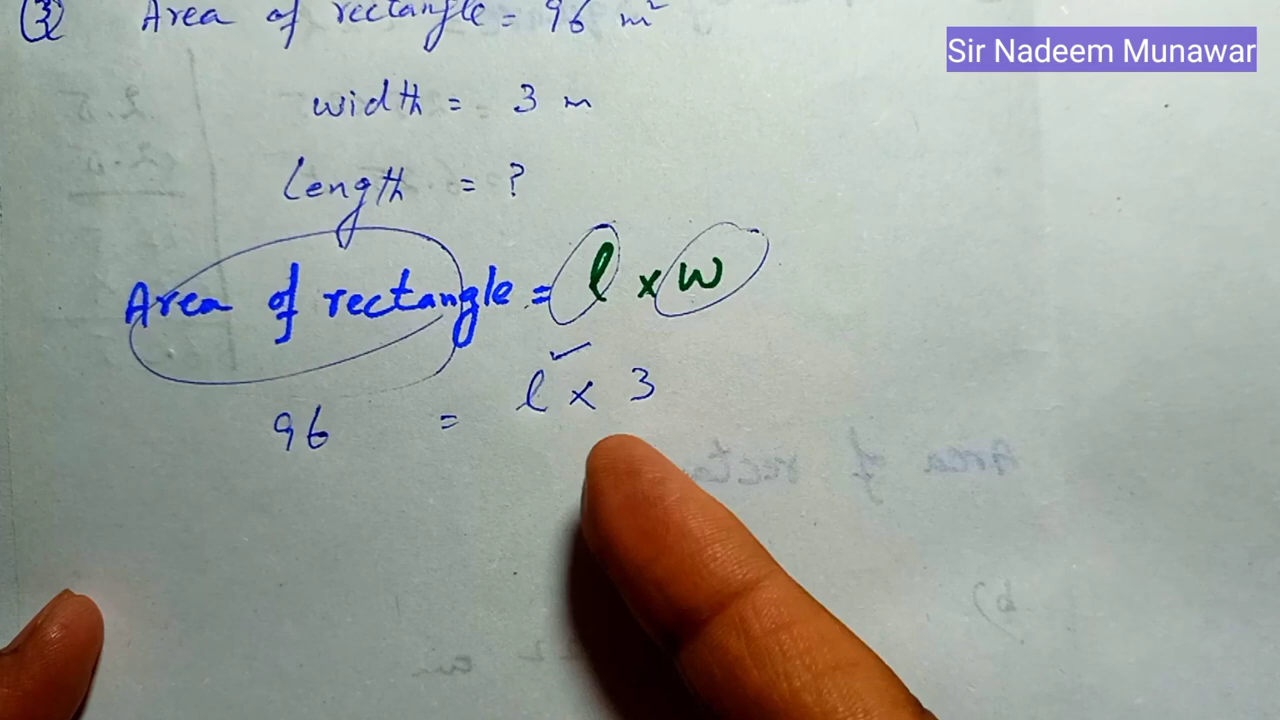 (3) Area of rectangle = 96 m²
Sir Nadeem Munawar
width = 3 m
Length = ?
Area of rectangle = l × w
96 = l × 3